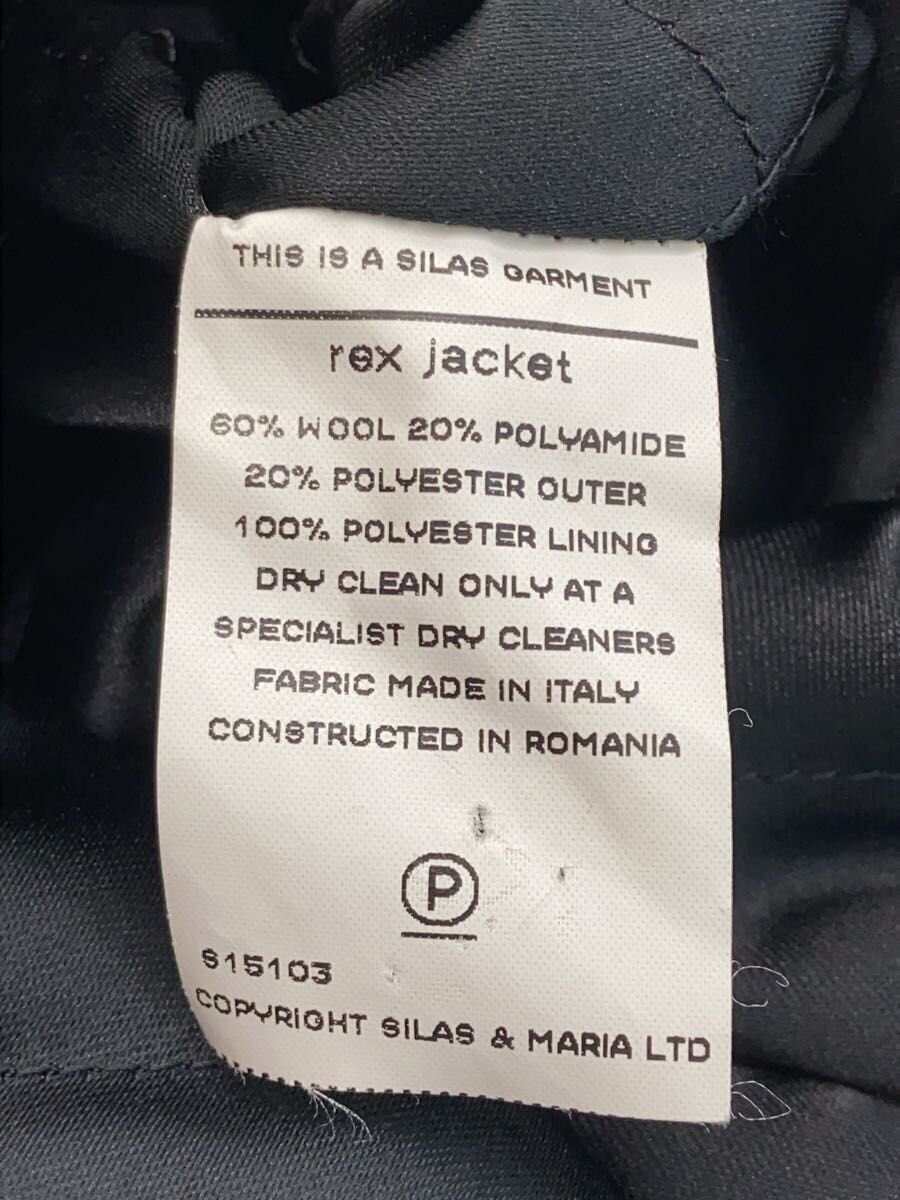 THIS IS A SILAS GARMENT
rex jacket
60% WOOL 20% POLYAMIDE
20% POLYESTER OUTER
100% POLYESTER LINING
DRY CLEAN ONLY AT A
SPECIALIST DRY CLEANERS
FABRIC MADE IN ITALY
CONSTRUCTED IN ROMANIA
P
S15103
COPYRIGHT SILAS & MARIA LTD